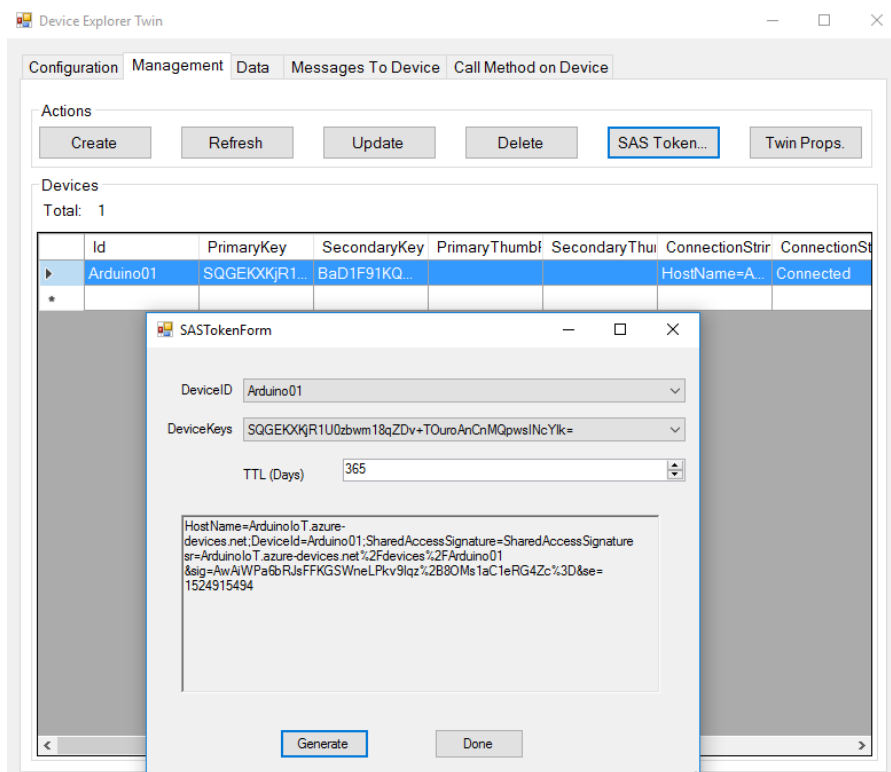 Device Explorer Twin
Configuration Management Data Messages To Device Call Method on Device
Actions
Create Refresh Update Delete SAS Token... Twin Props.
Devices
Total: 1
Id PrimaryKey SecondaryKey PrimaryThumbl SecondaryThui ConnectionStrir ConnectionSt
Arduino01 SQGEKXKjR1... BaD1F91KQ... HostName=A... Connected
*
SASTokenForm
DeviceID Arduino01
DeviceKeys SQGEKXKjR1U0zbwm18qZDv+TOuroAnCnMQpwsINcYIk=
TTL (Days) 365
HostName=ArduinoIoT.azure-
devices.net;DeviceId=Arduino01;SharedAccessSignature=SharedAccessSignature
sr=ArduinoIoT.azure-devices.net%2Fdevices%2FArduino01
&sig=AwAiWPa6bRJsFFKGSWneLPkv9Iqz%2B8OMs1aC1eRG4Zc%3D&se=
1524915494
Generate Done